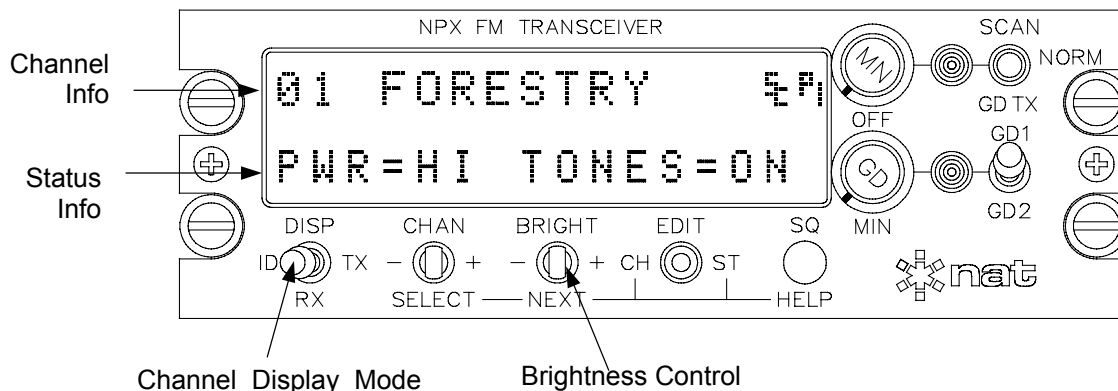 NPX FM TRANSCEIVER
Channel Info
01 FORESTRY
Status Info
PWR=HI TONES=ON
MN
OFF
SCAN
NORM
GD TX
GD
MIN
GD1
GD2
DISP
ID TX
RX
CHAN
- +
SELECT
BRIGHT
- +
NEXT
EDIT
CH ST
SQ
HELP
nat
Channel Display Mode
Brightness Control